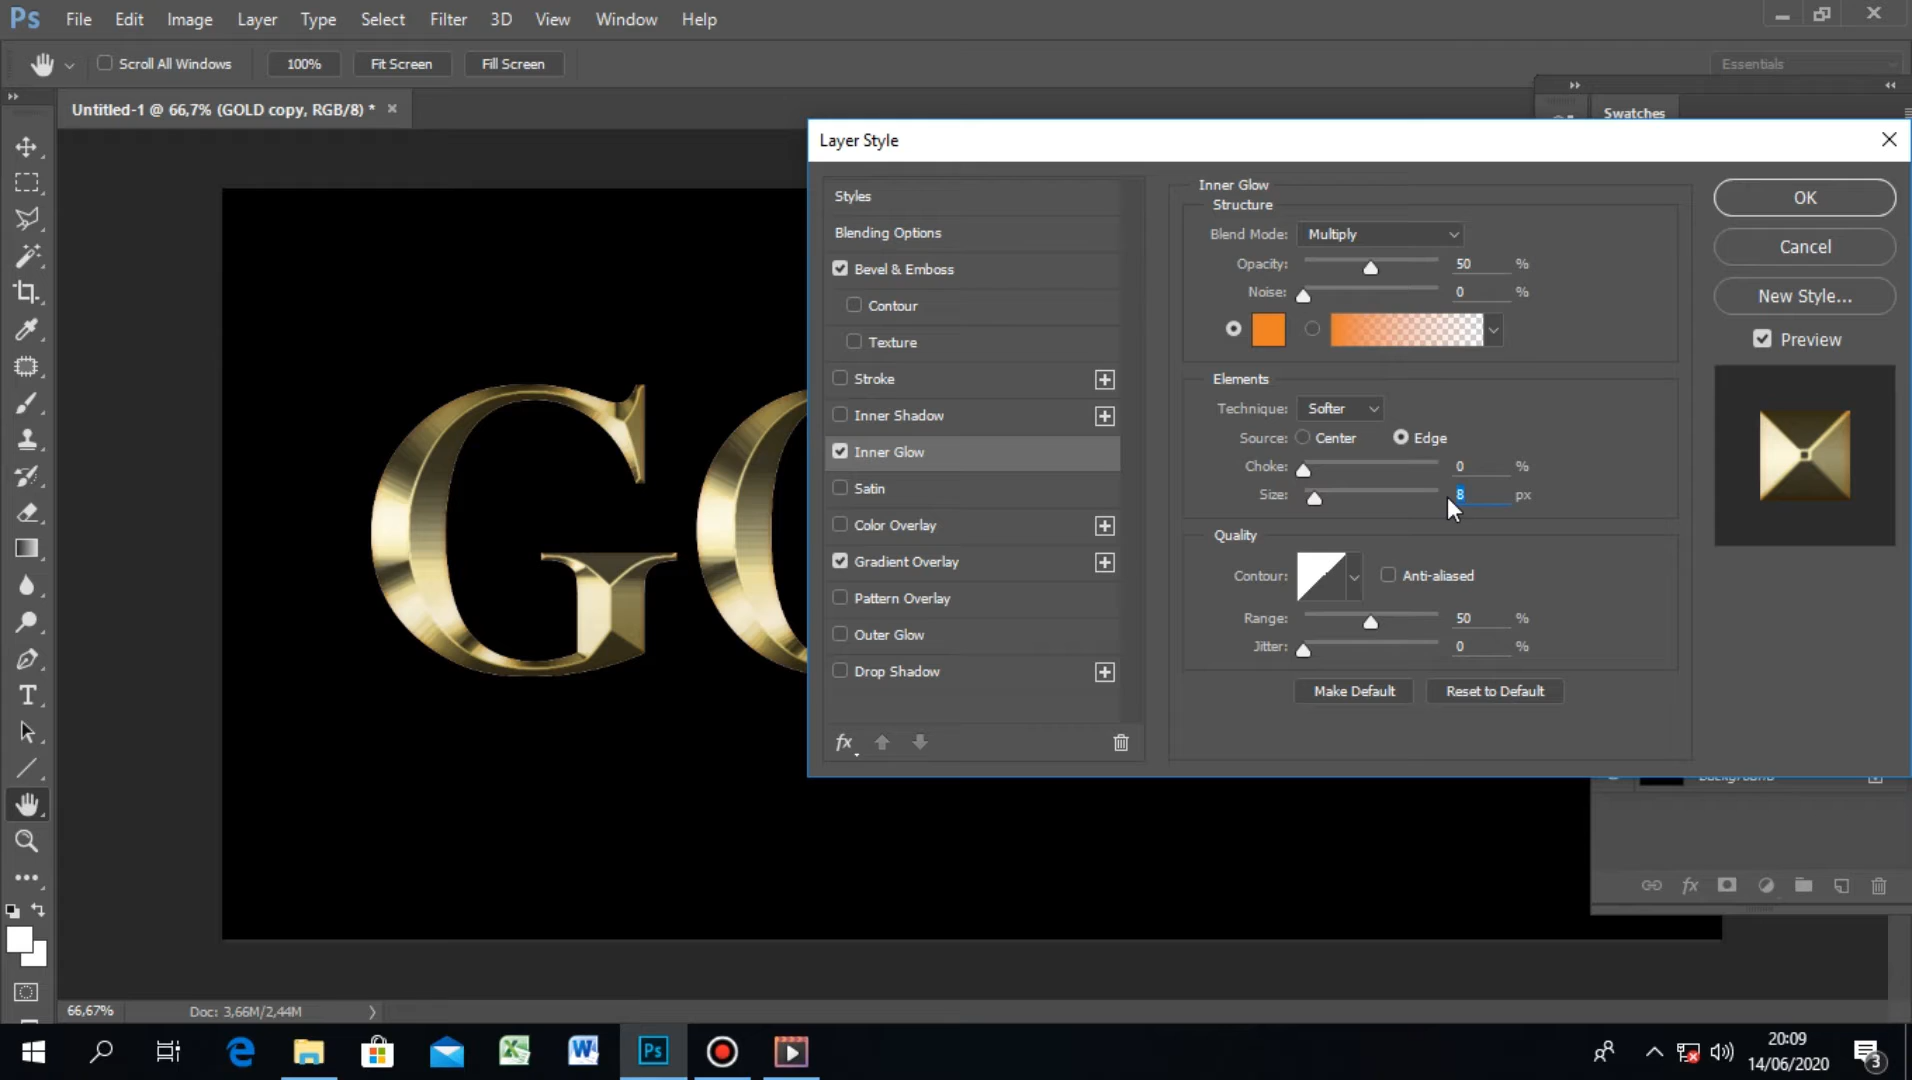 Ps File Edit Image Layer Type Select Filter 3D View Window Help
Scroll All Windows 100% Fit Screen Fill Screen Essentials
Untitled-1 @ 66,7% (GOLD copy, RGB/8) *
Swatches
Layer Style
Styles
Blending Options
Bevel & Emboss
Contour
Texture
Stroke
Inner Shadow
Inner Glow
Satin
Color Overlay
Gradient Overlay
Pattern Overlay
Outer Glow
Drop Shadow
fx
Inner Glow
Structure
Blend Mode: Multiply
Opacity: 50 %
Noise: 0 %
Elements
Technique: Softer
Source: Center Edge
Choke: 0 %
Size: 8 px
Quality
Contour: Anti-aliased
Range: 50 %
Jitter: 0 %
Make Default Reset to Default
OK
Cancel
New Style...
Preview
G
T
Background
fx
66,67% Doc: 3,66M/2,44M
Ps
20:09
14/06/2020
3